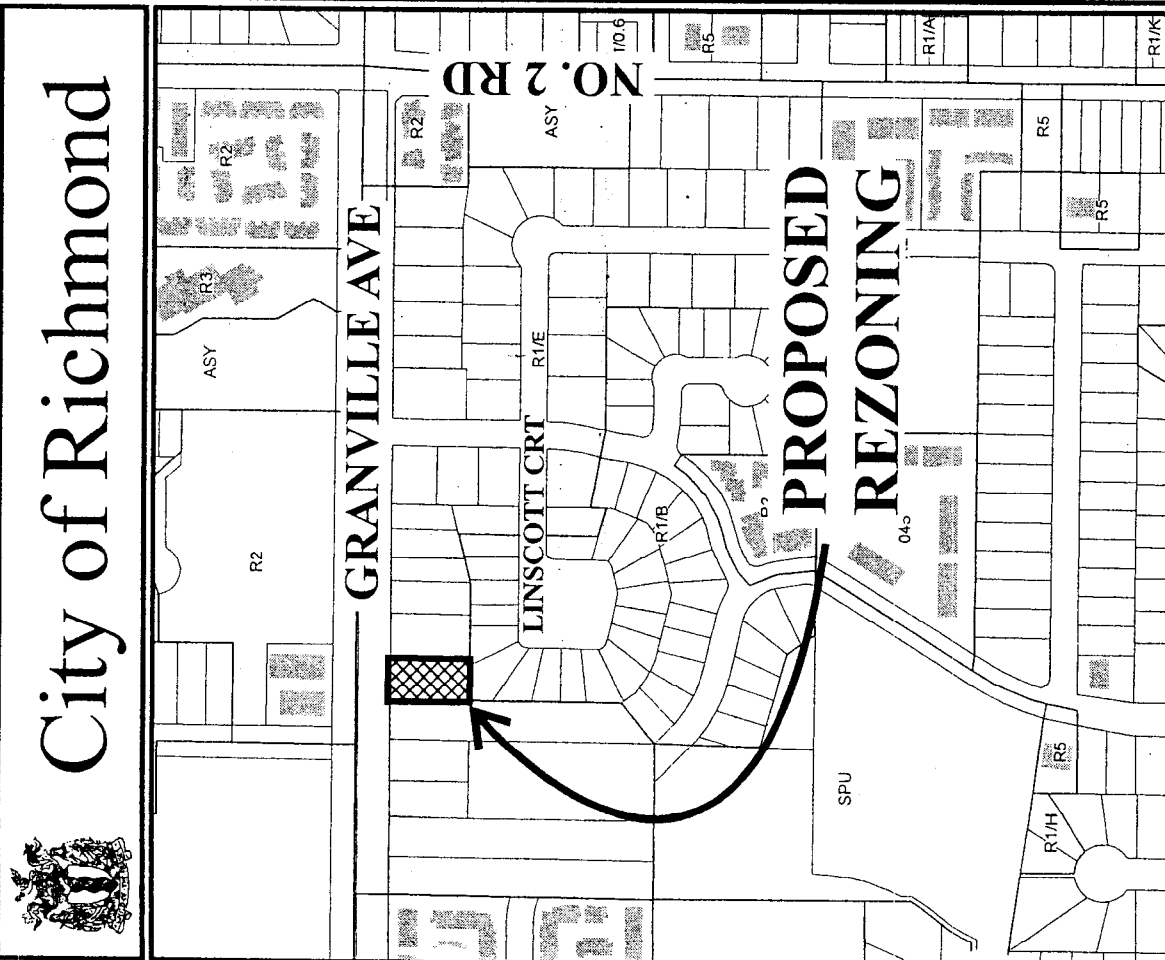 City of Richmond
R2
R3
ASY
R2
GRANVILLE AVE
NO. 2 RD
R2
ASY
1/0.6
R5
R1/A
R1/K
R1/E
LINSCOTT CRT
R1/B
PROPOSED
REZONING
R5
R5
SPU
R5
R1/H